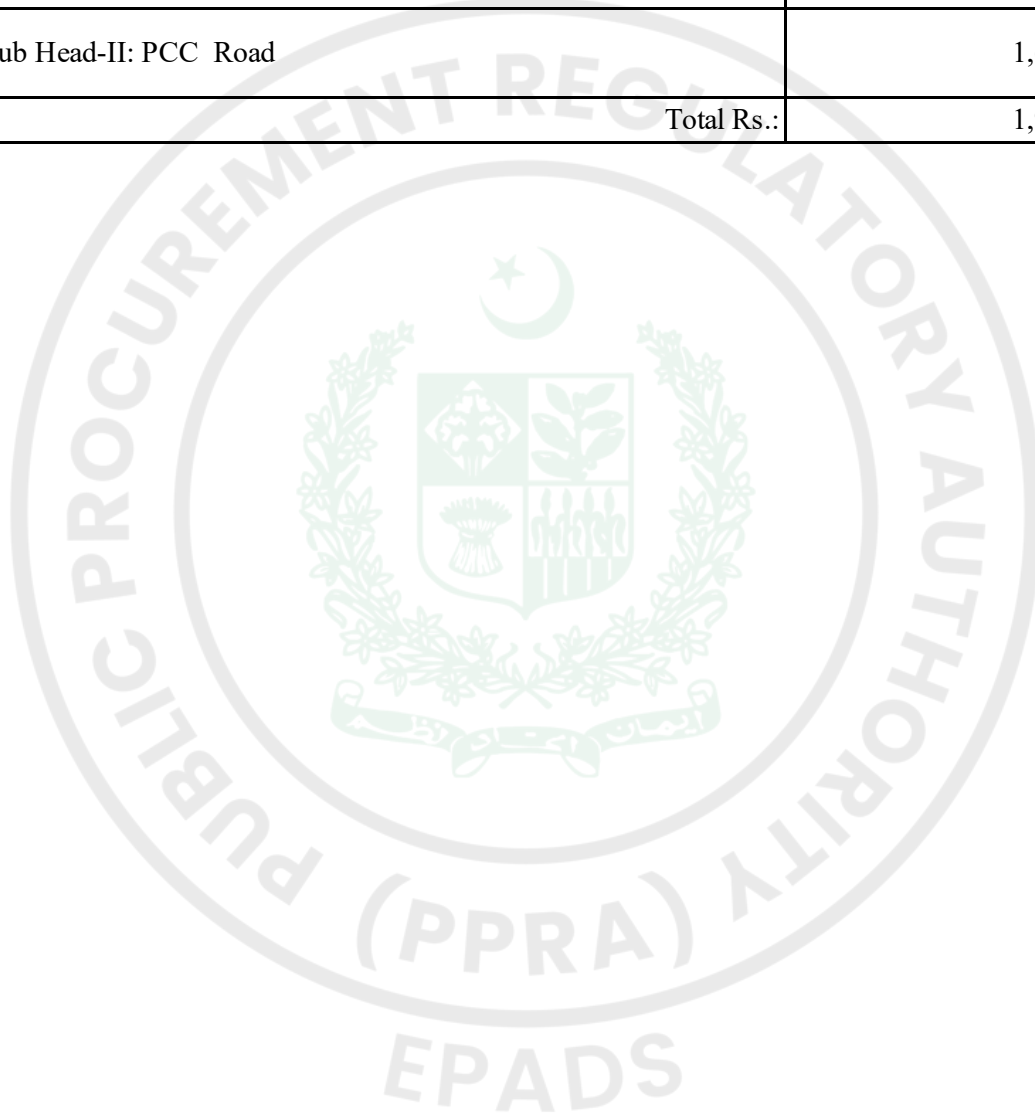 ub Head-II: PCC Road 1,
Total Rs.: 1,
PUBLIC PROCUREMENT REGULATORY AUTHORITY
(PPRA)
EPADS